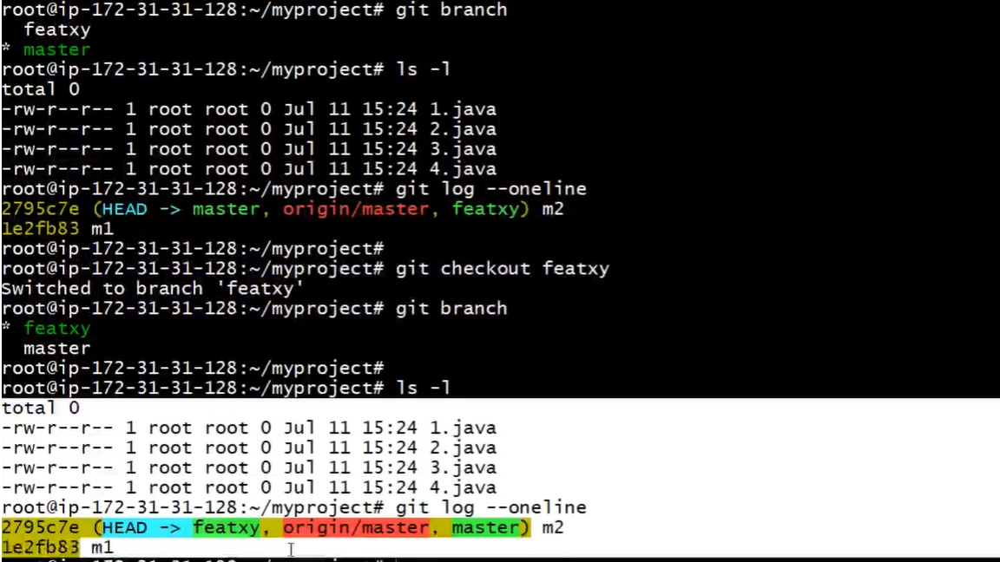 root@ip-172-31-31-128:~/myproject# git branch
  featxy
* master
root@ip-172-31-31-128:~/myproject# ls -l
total 0
-rw-r--r-- 1 root root 0 Jul 11 15:24 1.java
-rw-r--r-- 1 root root 0 Jul 11 15:24 2.java
-rw-r--r-- 1 root root 0 Jul 11 15:24 3.java
-rw-r--r-- 1 root root 0 Jul 11 15:24 4.java
root@ip-172-31-31-128:~/myproject# git log --oneline
2795c7e (HEAD -> master, origin/master, featxy) m2
1e2fb83 m1
root@ip-172-31-31-128:~/myproject#
root@ip-172-31-31-128:~/myproject# git checkout featxy
Switched to branch 'featxy'
root@ip-172-31-31-128:~/myproject# git branch
* featxy
  master
root@ip-172-31-31-128:~/myproject#
root@ip-172-31-31-128:~/myproject# ls -l
total 0
-rw-r--r-- 1 root root 0 Jul 11 15:24 1.java
-rw-r--r-- 1 root root 0 Jul 11 15:24 2.java
-rw-r--r-- 1 root root 0 Jul 11 15:24 3.java
-rw-r--r-- 1 root root 0 Jul 11 15:24 4.java
root@ip-172-31-31-128:~/myproject# git log --oneline
2795c7e (HEAD -> featxy, origin/master, master) m2
1e2fb83 m1